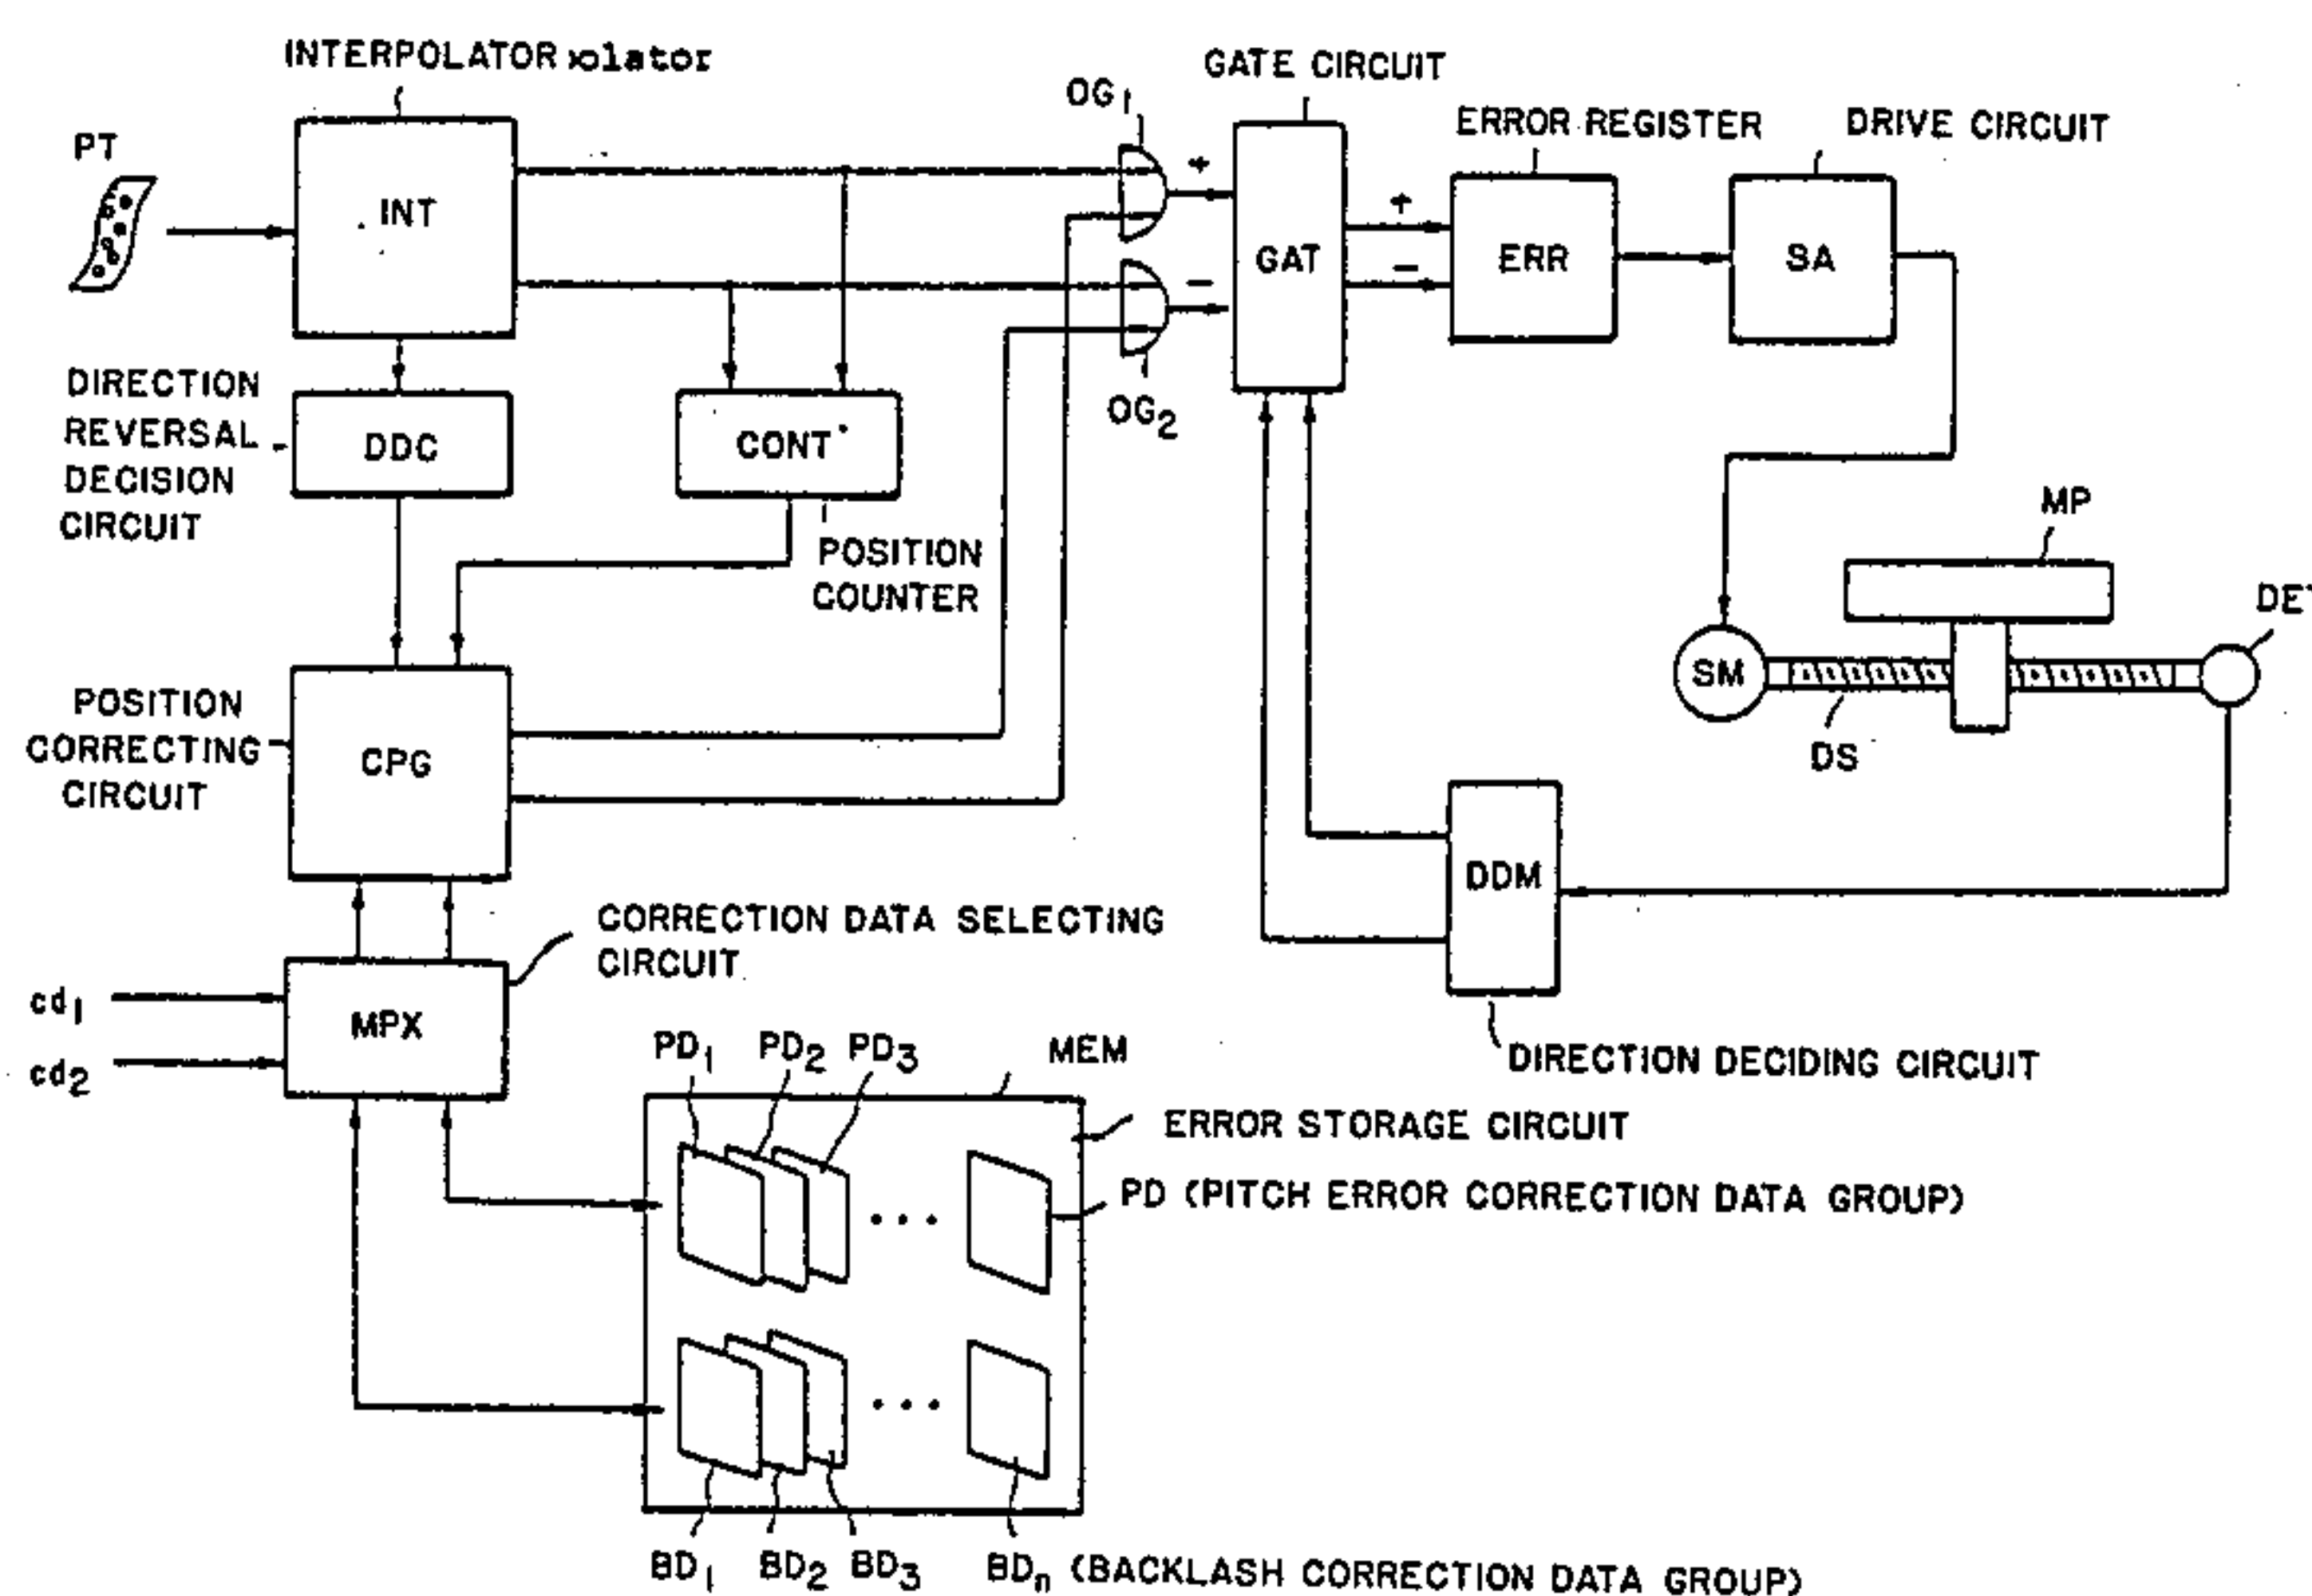 INTERPOLATOR xolator
GATE CIRCUIT
OG1
ERROR REGISTER
DRIVE CIRCUIT
PT
INT
+
-
GAT
+
-
ERR
SA
OG2
DIRECTION
REVERSAL
DECISION
CIRCUIT
DDC
CONT
POSITION
COUNTER
MP
DET
SM
DS
POSITION
CORRECTING
CIRCUIT
CPG
DDM
CORRECTION DATA SELECTING
CIRCUIT
cd1
cd2
MPX
DIRECTION DECIDING CIRCUIT
PD1
PD2
PD3
MEM
ERROR STORAGE CIRCUIT
PD (PITCH ERROR CORRECTION DATA GROUP)
BD1
BD2
BD3
BDn (BACKLASH CORRECTION DATA GROUP)